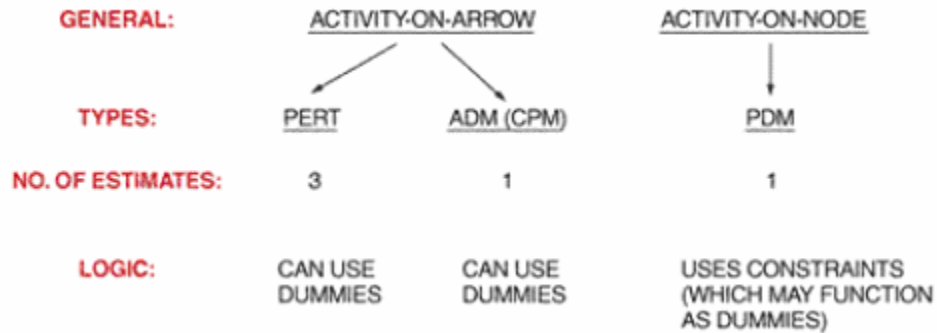 GENERAL: ACTIVITY-ON-ARROW ACTIVITY-ON-NODE
TYPES: PERT ADM (CPM) PDM
NO. OF ESTIMATES: 3 1 1
LOGIC: CAN USE CAN USE USES CONSTRAINTS
DUMMIES DUMMIES (WHICH MAY FUNCTION
AS DUMMIES)